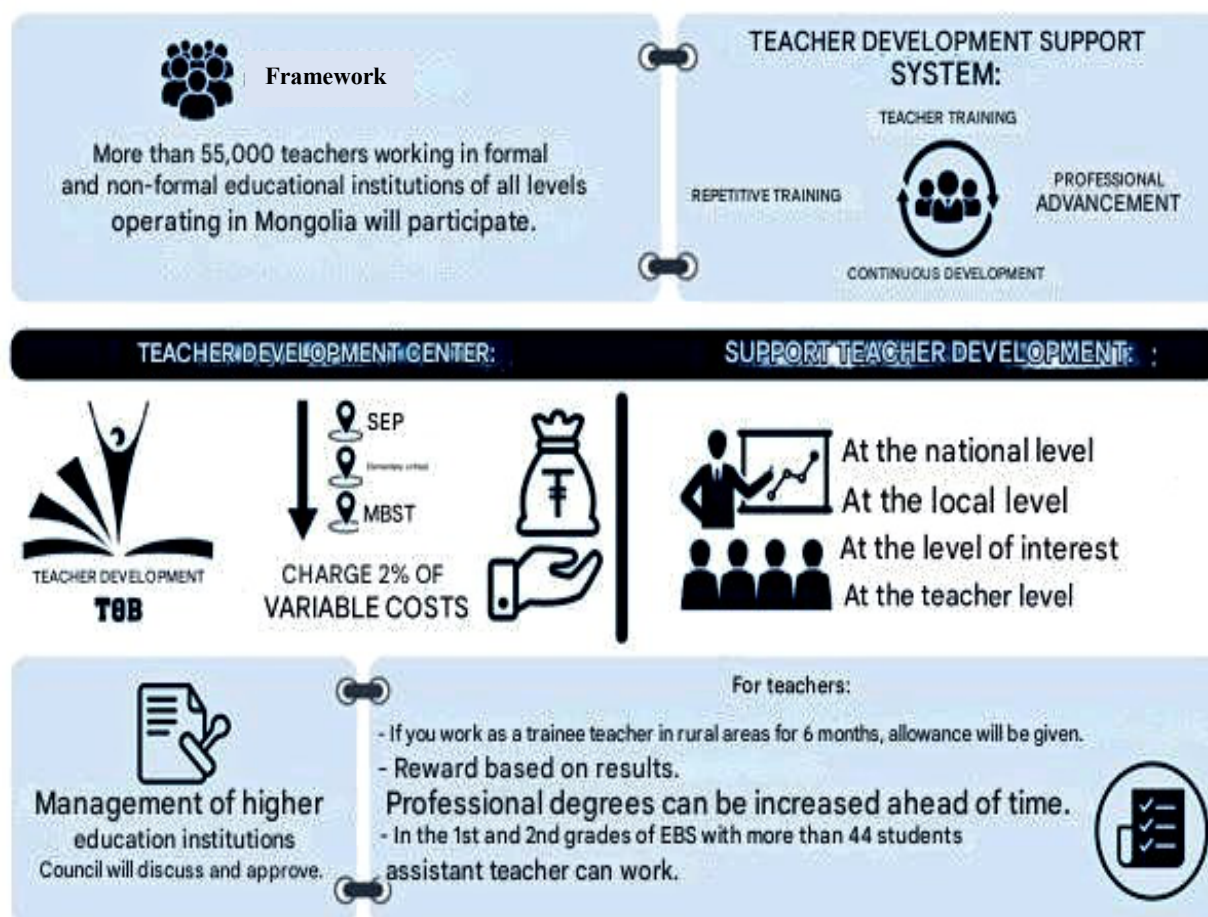 Framework
More than 55,000 teachers working in formal
and non-formal educational institutions of all levels
operating in Mongolia will participate.
TEACHER DEVELOPMENT SUPPORT
SYSTEM:
TEACHER TRAINING
REPETITIVE TRAINING
PROFESSIONAL
ADVANCEMENT
CONTINUOUS DEVELOPMENT
TEACHER DEVELOPMENT CENTER:
SUPPORT TEACHER DEVELOPMENT: :
TEACHER DEVELOPMENT
TӨB
SEP
MBST
CHARGE 2% OF
VARIABLE COSTS
₮
At the national level
At the local level
At the level of interest
At the teacher level
Management of higher
education institutions
Council will discuss and approve.
For teachers:
- If you work as a trainee teacher in rural areas for 6 months, allowance will be given.
- Reward based on results.
Professional degrees can be increased ahead of time.
- In the 1st and 2nd grades of EBS with more than 44 students
assistant teacher can work.